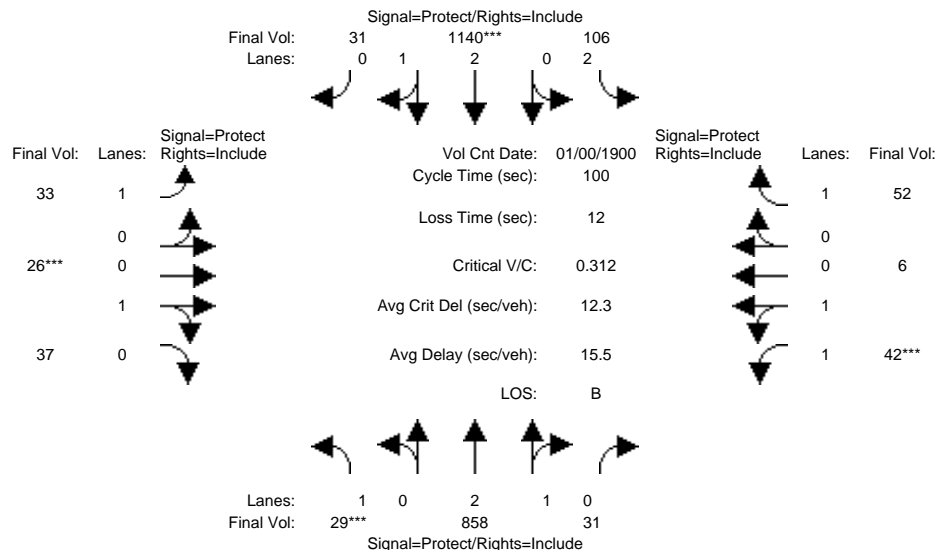 Signal=Protect/Rights=Include
Final Vol: 31 1140*** 106
Lanes: 0 1 2 0 2
Signal=Protect Signal=Protect
Final Vol: Lanes: Rights=Include Vol Cnt Date: 01/00/1900 Rights=Include Lanes: Final Vol:
Cycle Time (sec): 100
33 1 1 52
Loss Time (sec): 12
0 0
26*** 0 Critical V/C: 0.312 0 6
1 Avg Crit Del (sec/veh): 12.3 1
37 0 Avg Delay (sec/veh): 15.5 1 42***
LOS: B
Lanes: 1 0 2 1 0
Final Vol: 29*** 858 31
Signal=Protect/Rights=Include